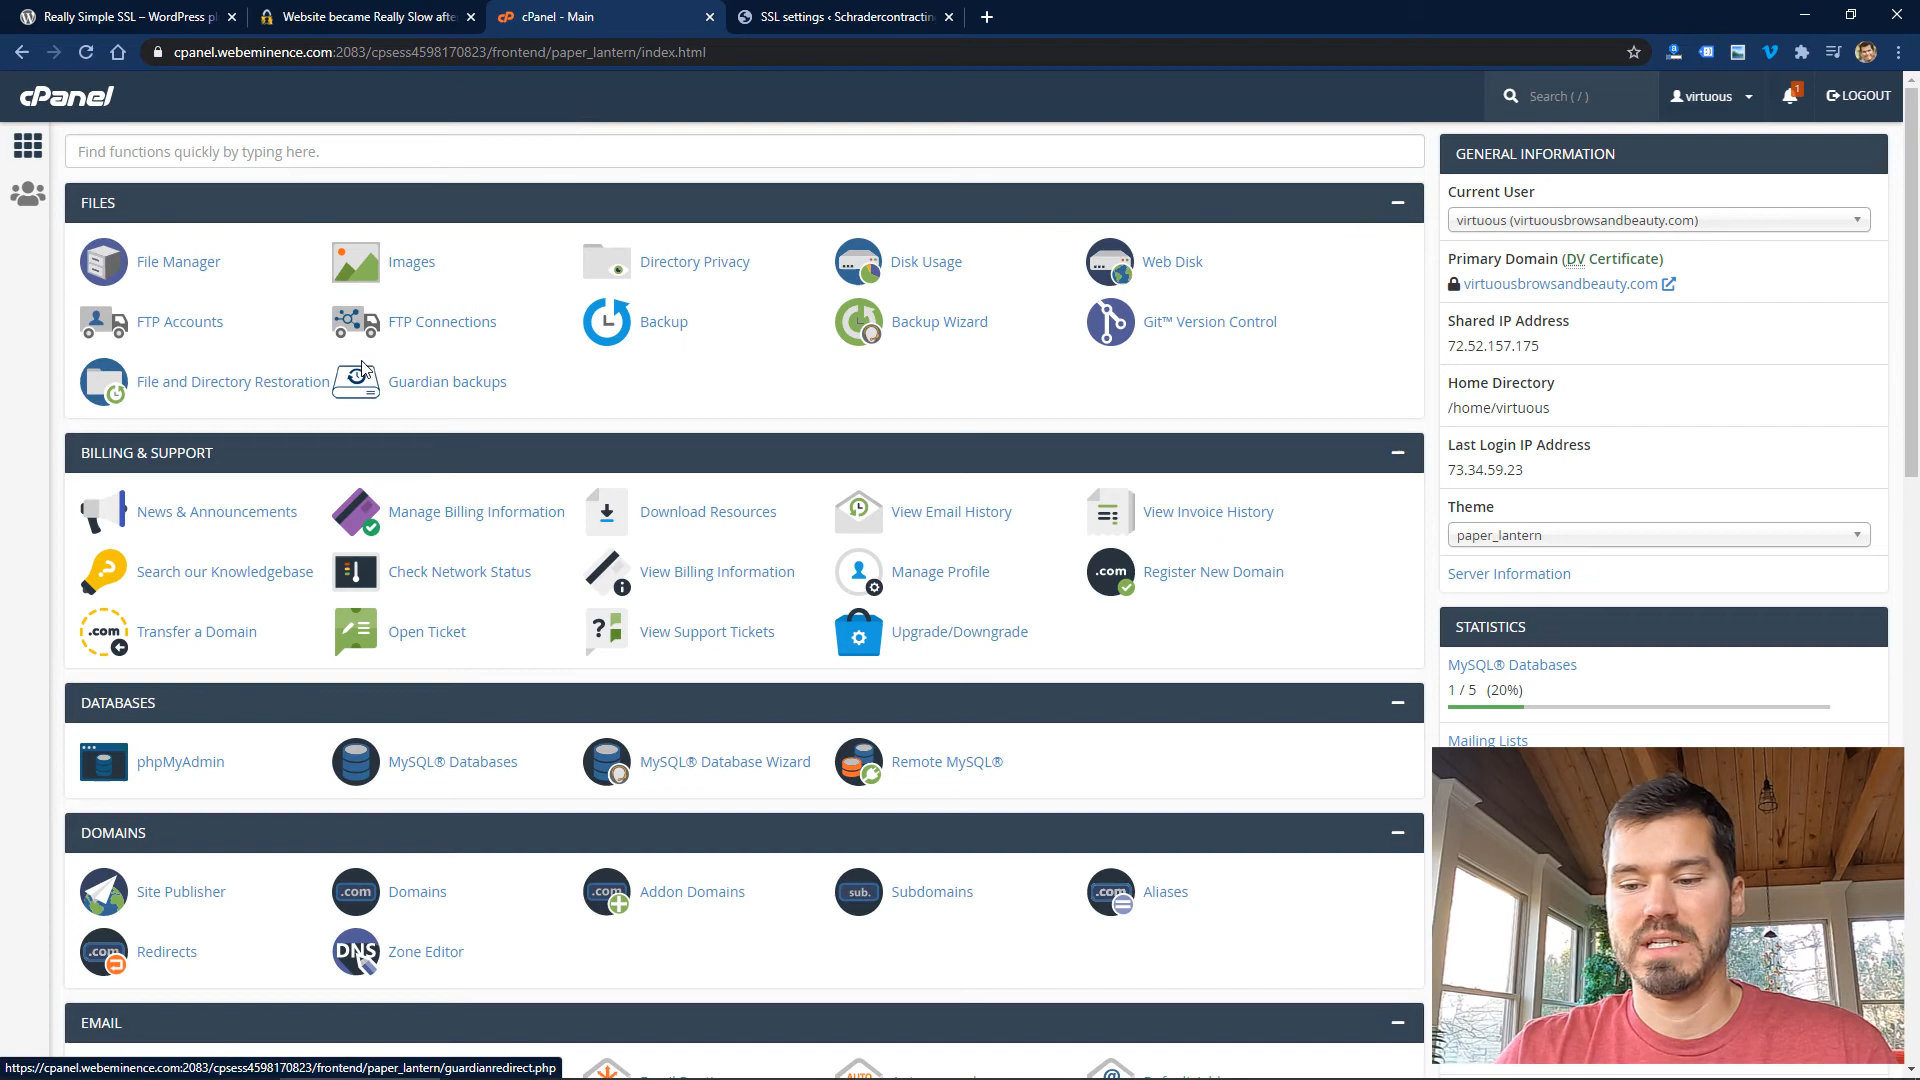 Really Simple SSL – WordPress pl
Website became Really Slow afte
cPanel - Main
SSL settings ‹ Schradercontractin
cpanel.webeminence.com:2083/cpsess4598170823/frontend/paper_lantern/index.html
cPanel
Search ( / )
virtuous
1
LOGOUT
Find functions quickly by typing here.
FILES
File Manager
Images
Directory Privacy
Disk Usage
Web Disk
FTP Accounts
FTP Connections
Backup
Backup Wizard
Git™ Version Control
File and Directory Restoration
Guardian backups
BILLING & SUPPORT
News & Announcements
Manage Billing Information
Download Resources
View Email History
View Invoice History
Search our Knowledgebase
Check Network Status
View Billing Information
Manage Profile
.com
Register New Domain
.com
Transfer a Domain
Open Ticket
View Support Tickets
Upgrade/Downgrade
DATABASES
phpMyAdmin
MySQL® Databases
MySQL® Database Wizard
Remote MySQL®
DOMAINS
Site Publisher
.com
Domains
.com
Addon Domains
sub.
Subdomains
.com
Aliases
.com
Redirects
DNS
Zone Editor
EMAIL
GENERAL INFORMATION
Current User
virtuous (virtuousbrowsandbeauty.com)
Primary Domain (DV Certificate)
virtuousbrowsandbeauty.com
Shared IP Address
72.52.157.175
Home Directory
/home/virtuous
Last Login IP Address
73.34.59.23
Theme
paper_lantern
Server Information
STATISTICS
MySQL® Databases
1 / 5 (20%)
Mailing Lists
https://cpanel.webeminence.com:2083/cpsess4598170823/frontend/paper_lantern/guardianredirect.php